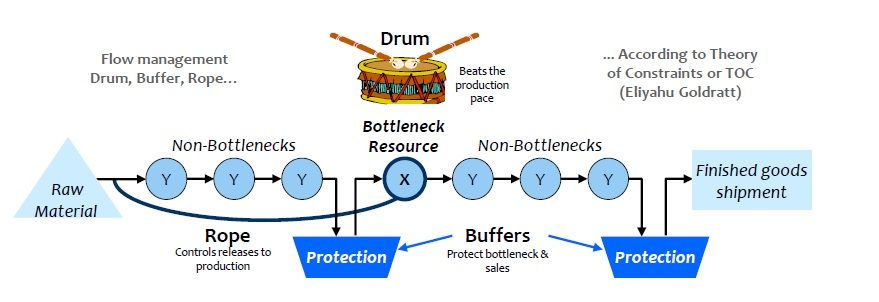 Flow management
Drum, Buffer, Rope…
Drum
Beats the
production
pace
... According to Theory
of Constraints or TOC
(Eliyahu Goldratt)
Bottleneck
Resource
Non-Bottlenecks
Non-Bottlenecks
Raw
Material
Y
Y
Y
X
Y
Y
Y
Finished goods
shipment
Rope
Controls releases to
production
Protection
Buffers
Protect bottleneck &
sales
Protection